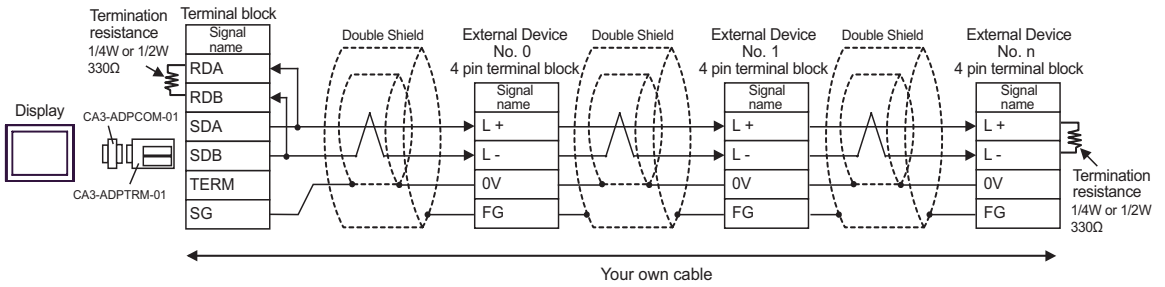 Termination
resistance
1/4W or 1/2W
330Ω
Terminal block
Signal
name
RDA
RDB
SDA
SDB
TERM
SG
Display
CA3-ADPCOM-01
CA3-ADPTRM-01
Double Shield
External Device
No. 0
4 pin terminal block
Signal
name
L +
L -
0V
FG
Double Shield
External Device
No. 1
4 pin terminal block
Signal
name
L +
L -
0V
FG
Double Shield
External Device
No. n
4 pin terminal block
Signal
name
L +
L -
0V
FG
Termination
resistance
1/4W or 1/2W
330Ω
Your own cable